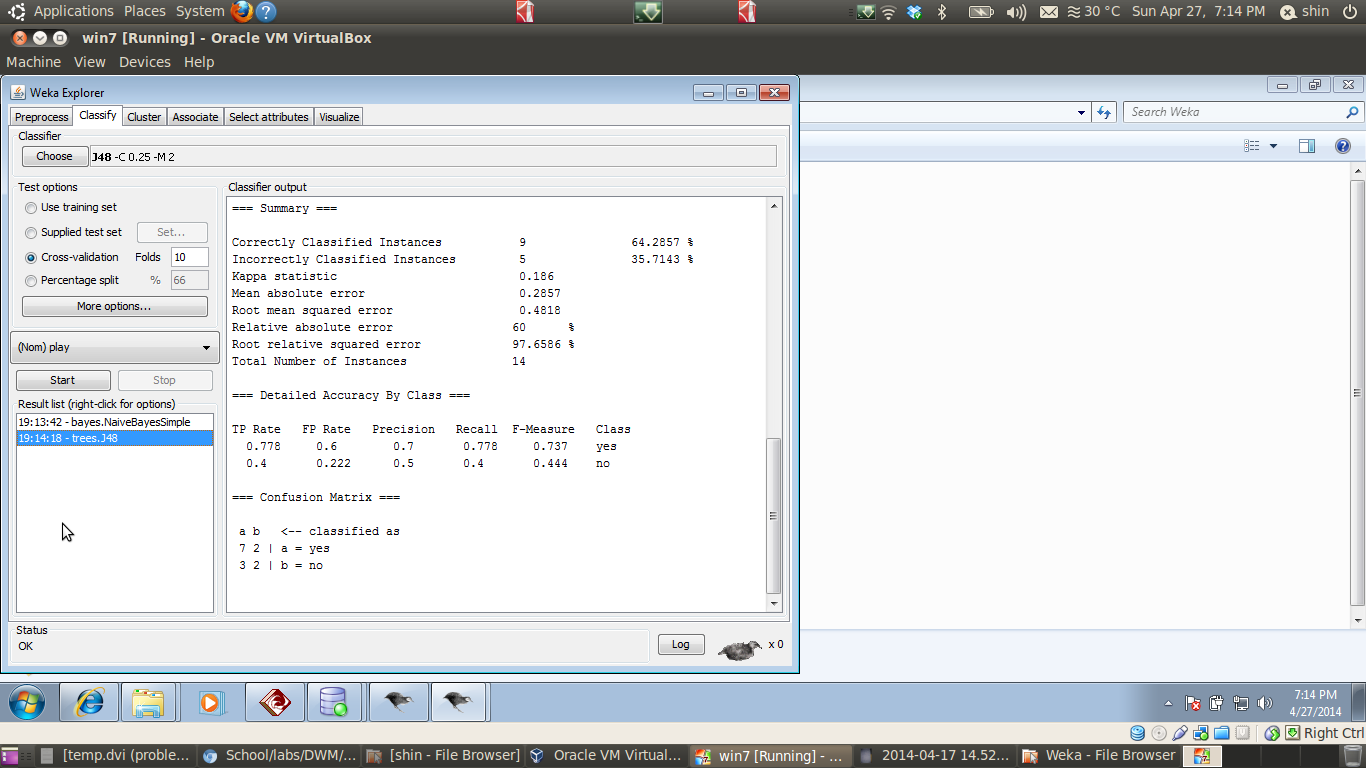 Applications Places System 30 °C Sun Apr 27, 7:14 PM shin
win7 [Running] - Oracle VM VirtualBox
Machine View Devices Help
Weka Explorer
Preprocess Classify Cluster Associate Select attributes Visualize
Search Weka
Classifier
Choose J48 -C 0.25 -M 2
Test options
Use training set
Supplied test set Set...
Cross-validation Folds 10
Percentage split % 66
More options...
(Nom) play
Start Stop
Result list (right-click for options)
19:13:42 - bayes.NaiveBayesSimple
19:14:18 - trees.J48
Classifier output
=== Summary ===
Correctly Classified Instances 9 64.2857 %
Incorrectly Classified Instances 5 35.7143 %
Kappa statistic 0.186
Mean absolute error 0.2857
Root mean squared error 0.4818
Relative absolute error 60 %
Root relative squared error 97.6586 %
Total Number of Instances 14
=== Detailed Accuracy By Class ===
TP Rate FP Rate Precision Recall F-Measure Class
0.778 0.6 0.7 0.778 0.737 yes
0.4 0.222 0.5 0.4 0.444 no
=== Confusion Matrix ===
a b <-- classified as
7 2 | a = yes
3 2 | b = no
Status
OK
Log x 0
7:14 PM
4/27/2014
Right Ctrl
[temp.dvi (proble... School/labs/DWM/... [shin - File Browser] Oracle VM Virtual... win7 [Running] - ... 2014-04-17 14.52... Weka - File Browser